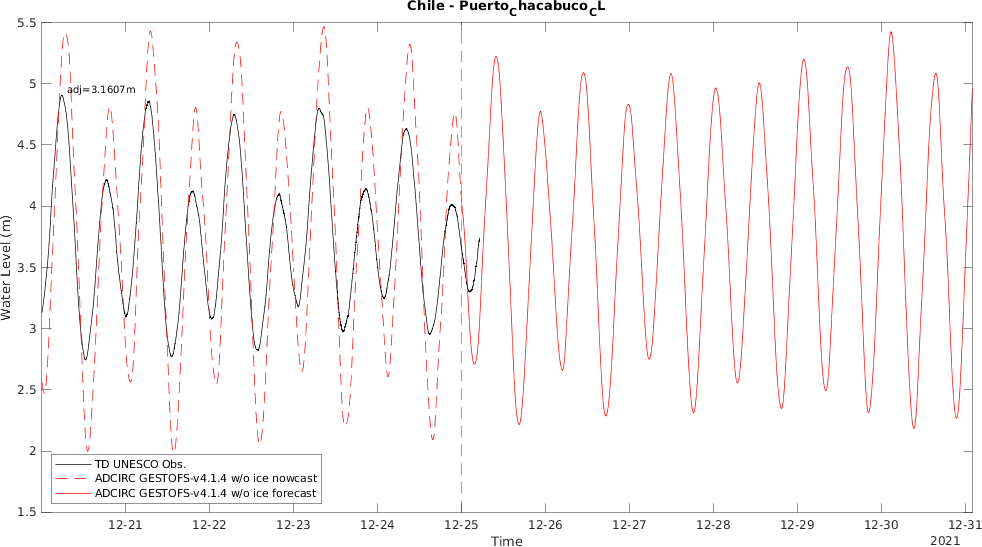 Chile - Puerto_Chacabuco_CL
adj=3.1607m
Water Level (m)
5.5
5
4.5
4
3.5
3
2.5
2
1.5
TD UNESCO Obs.
ADCIRC GESTOFS-v4.1.4 w/o ice nowcast
ADCIRC GESTOFS-v4.1.4 w/o ice forecast
12-21 12-22 12-23 12-24 12-25 12-26 12-27 12-28 12-29 12-30 12-31
Time
2021